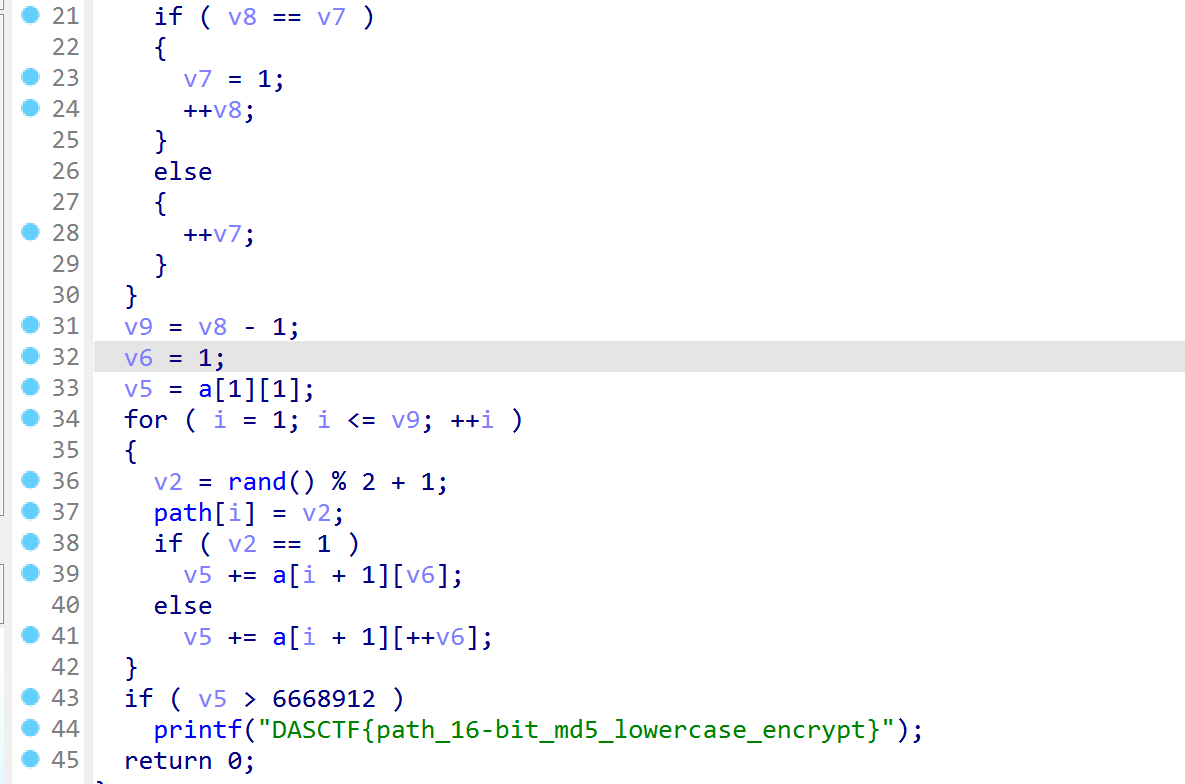 21 if ( v8 == v7 )
22 {
23 v7 = 1;
24 ++v8;
25 }
26 else
27 {
28 ++v7;
29 }
30 }
31 v9 = v8 - 1;
32 v6 = 1;
33 v5 = a[1][1];
34 for ( i = 1; i <= v9; ++i )
35 {
36 v2 = rand() % 2 + 1;
37 path[i] = v2;
38 if ( v2 == 1 )
39 v5 += a[i + 1][v6];
40 else
41 v5 += a[i + 1][++v6];
42 }
43 if ( v5 > 6668912 )
44 printf("DASCTF{path_16-bit_md5_lowercase_encrypt}");
45 return 0;